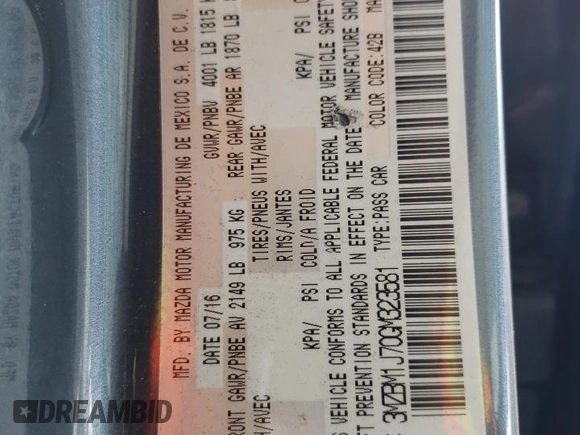 MFD. BY MAZDA MOTOR MANUFACTURING DE MEXICO S.A. DE C.V.
DATE 07/16 GVWR/PNBV 4001 LB 1815 K
FRONT GAWR/PNBE AV 2149 LB 975 KG REAR GAWR/PNBE AR 1870 LB
WITH/AVEC TIRES/PNEUS WITH/AVEC
RIMS/JANTES
KPA/ PSI COLD/A FROID KPA/ PSI
VEHICLE CONFORMS TO ALL APPLICABLE FEDERAL MOTOR VEHICLE SAFETY
PREVENTION STANDARDS IN EFFECT ON THE DATE MANUFACTURE SHO
3MZBM1J70GM323581 TYPE:PASS CAR COLOR CODE:42B MA
DREAMBID